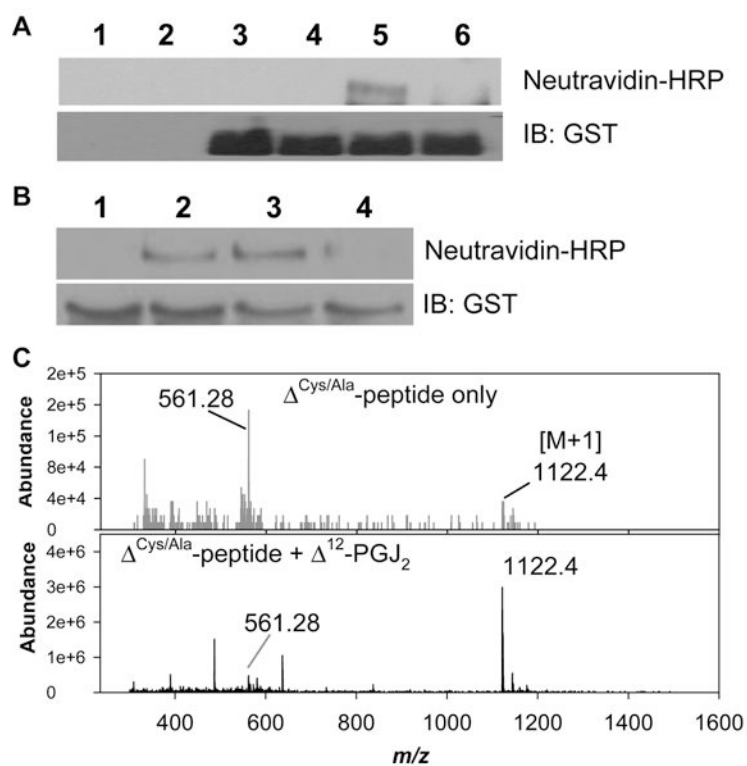 A
1 2 3 4 5 6
Neutravidin-HRP
IB: GST
B
1 2 3 4
Neutravidin-HRP
IB: GST
C
2e+5
2e+5
1e+5
8e+4
4e+4
0
Abundance
561.28
Δ^Cys/Ala-peptide only
[M+1]
1122.4
4e+6
3e+6
2e+6
1e+6
0
Abundance
Δ^Cys/Ala-peptide + Δ¹²-PGJ₂
1122.4
561.28
400 600 800 1000 1200 1400 1600
m/z